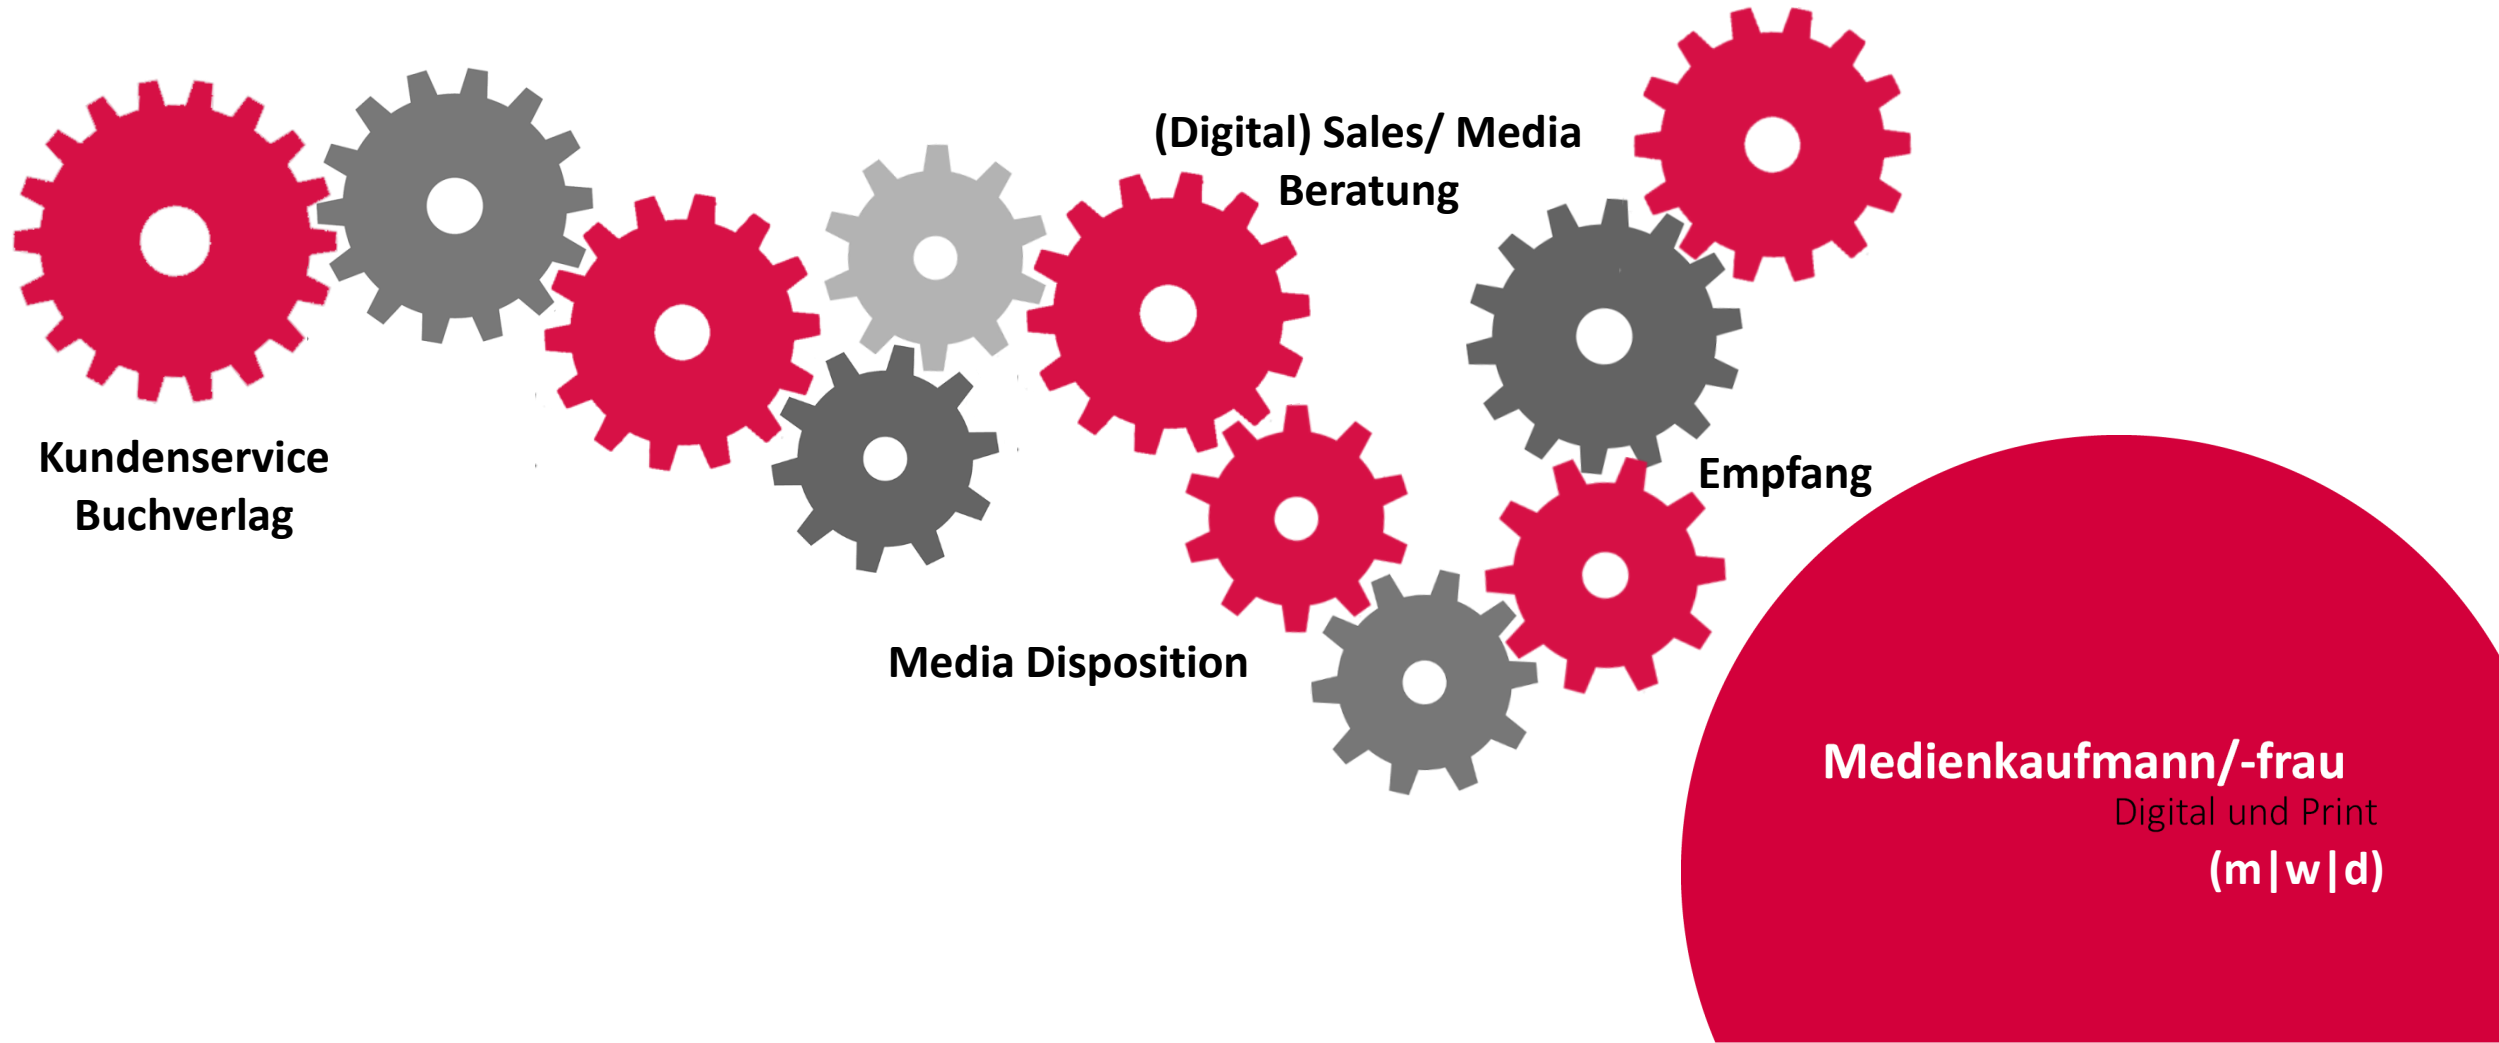 (Digital) Sales/ Media
Beratung
Kundenservice
Buchverlag
Empfang
Media Disposition
Medienkaufmann/-frau
Digital und Print
(m|w|d)